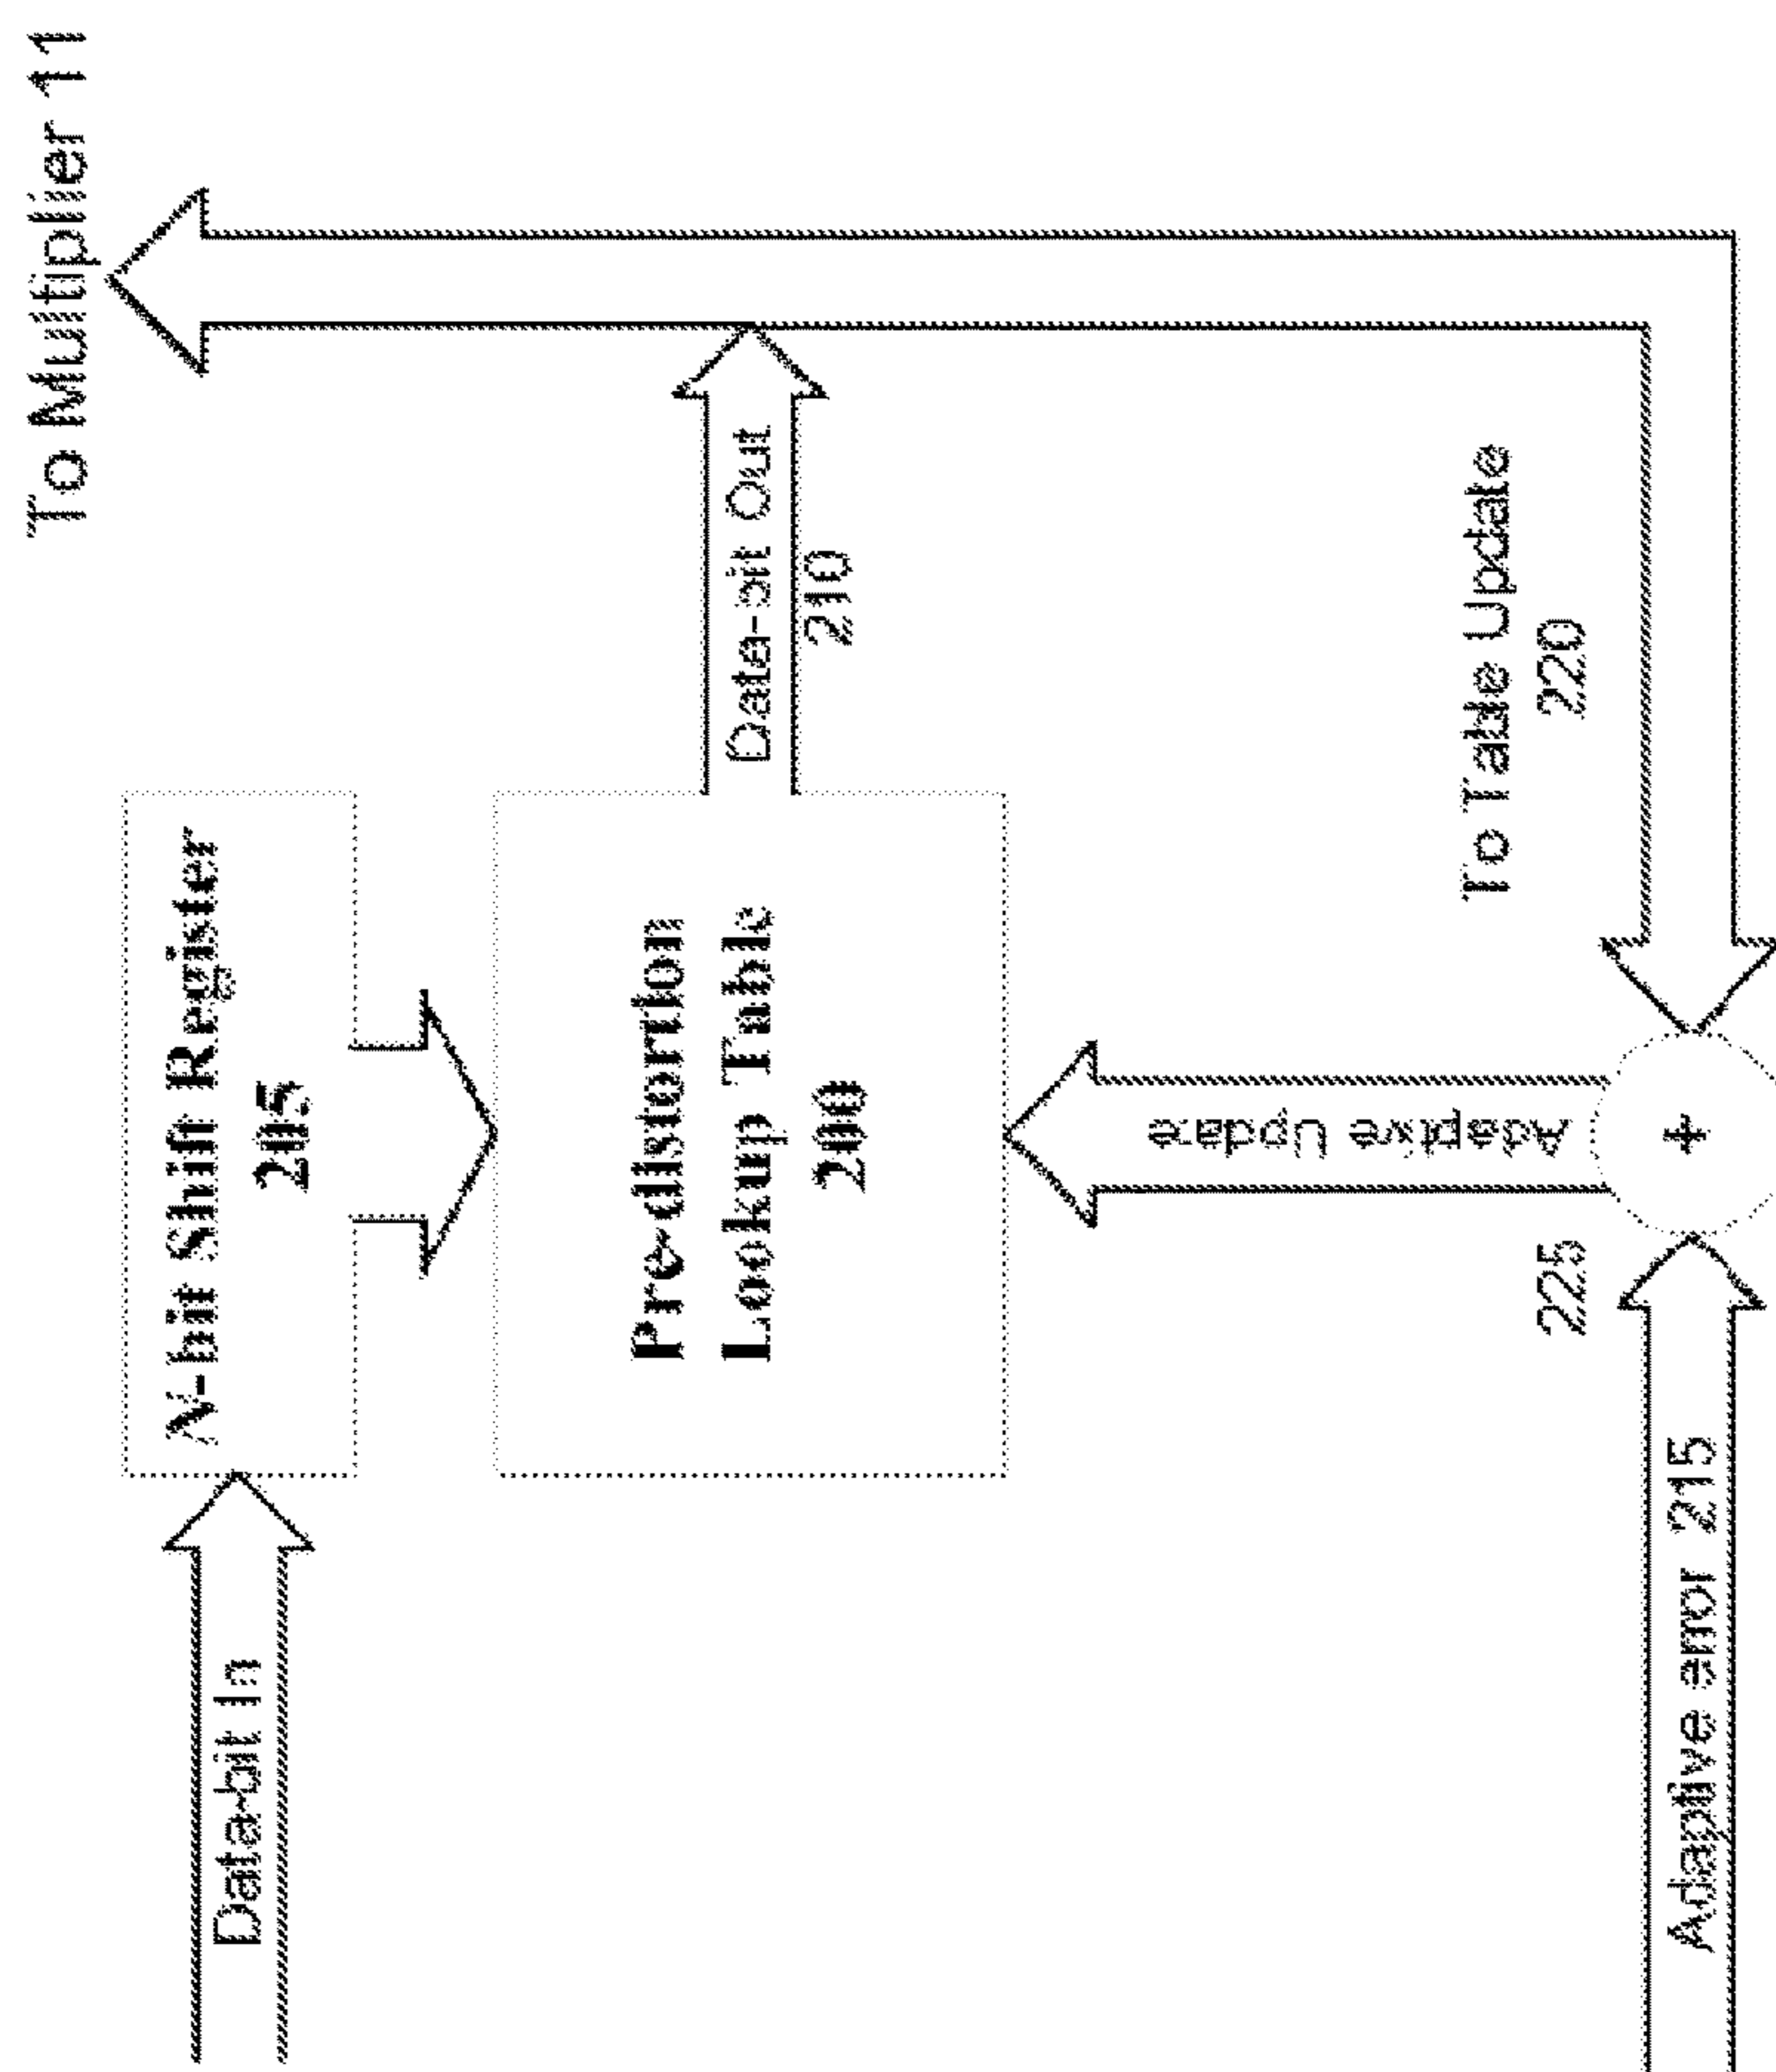 To Multiplier 11
Data-bit In
N-bit Shift Register
205
Pre-distortion
Lookup Table
200
Data-bit Out
210
Adaptive Update
To Table Update
220
225
Adaptive error 215
+